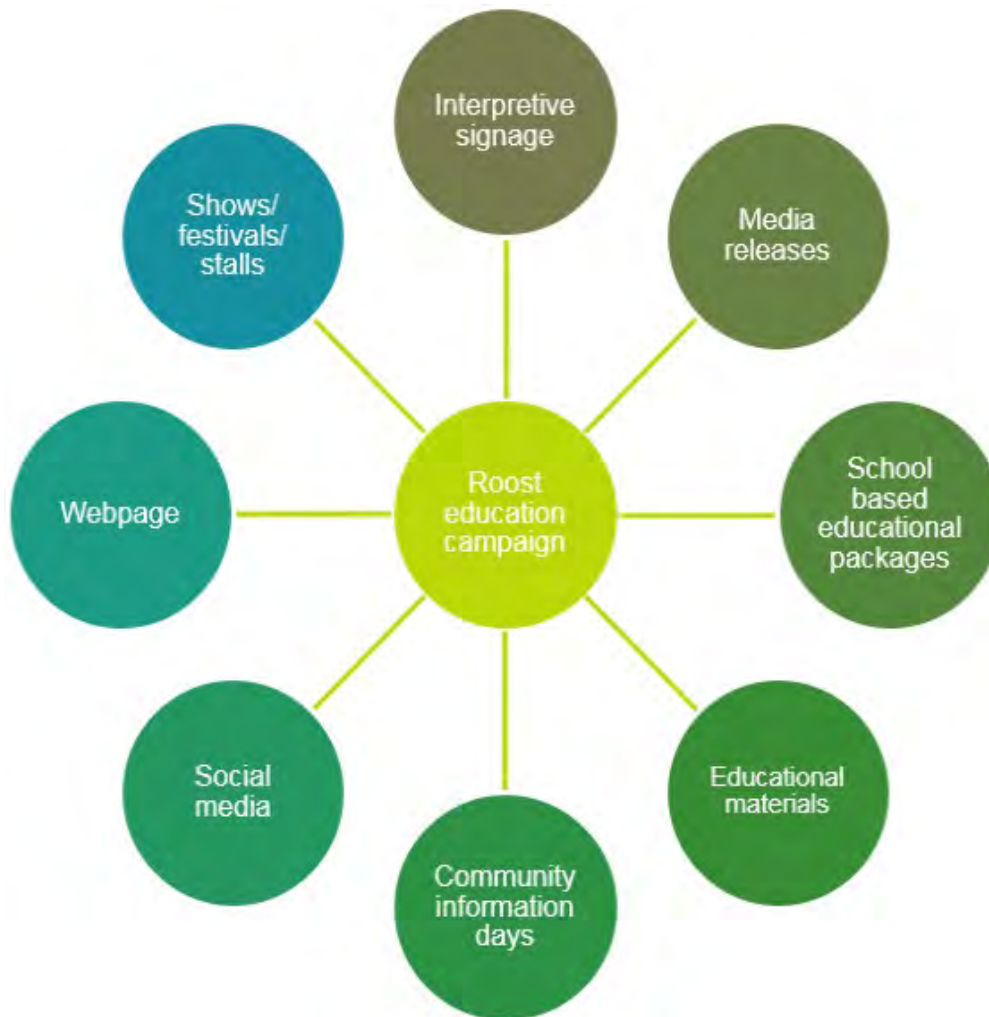 Interpretive
signage
Shows/
festivals/
stalls
Media
releases
Webpage
Roost
education
campaign
School
based
educational
packages
Social
media
Educational
materials
Community
information
days